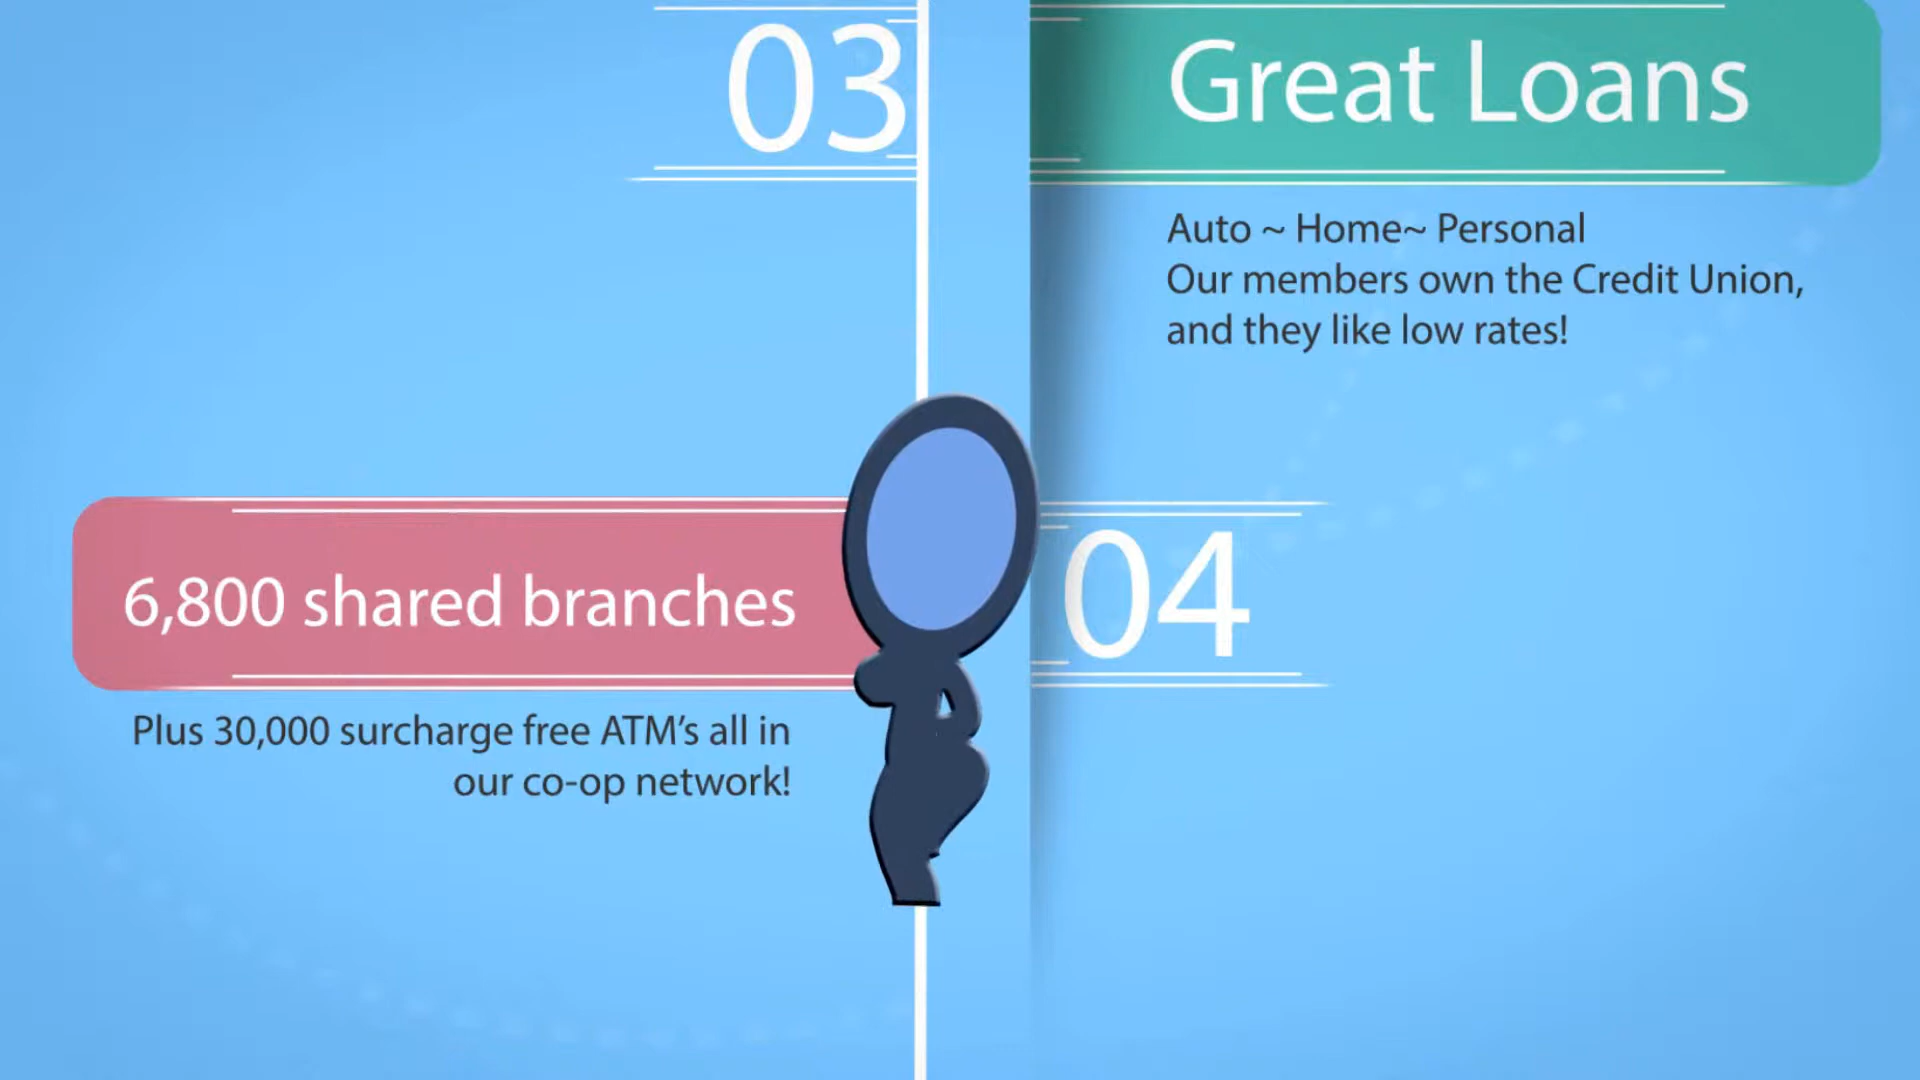 03
Great Loans
Auto ~ Home~ Personal
Our members own the Credit Union,
and they like low rates!
6,800 shared branches
04
Plus 30,000 surcharge free ATM’s all in
our co-op network!